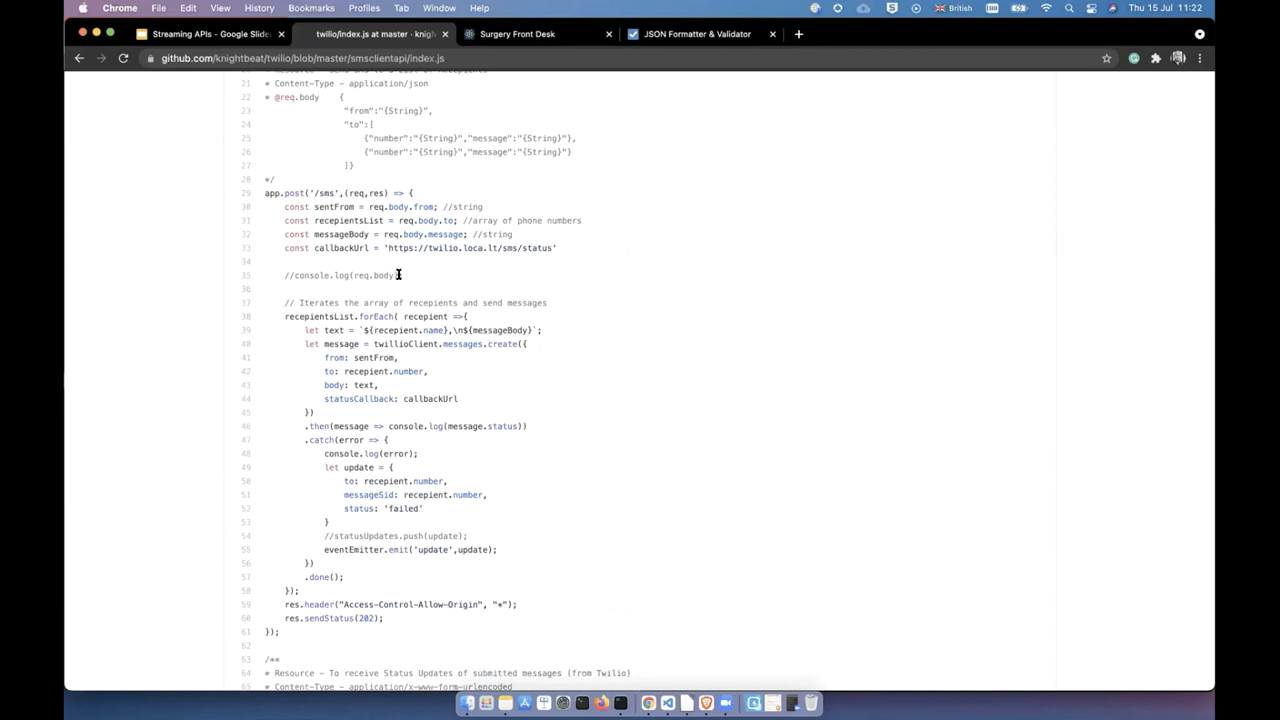 Chrome File Edit View History Bookmarks Profiles Tab Window Help
British Thu 15 Jul 11:22
Streaming APIs - Google Slide
twilio/index.js at master · knigh
Surgery Front Desk
JSON Formatter & Validator
github.com/knightbeat/twilio/blob/master/smsclientapi/index.js
21 * Content-Type - application/json
22 * @req.body {
23 "from":"{String}",
24 "to":[
25 {"number":"{String}","message":"{String}"},
26 {"number":"{String}","message":"{String}"}
27 ]}
28 */
29 app.post('/sms',(req,res) => {
30 const sentFrom = req.body.from; //string
31 const recepientsList = req.body.to; //array of phone numbers
32 const messageBody = req.body.message; //string
33 const callbackUrl = 'https://twilio.loca.lt/sms/status'
34
35 //console.log(req.body)
36
37 // Iterates the array of recepients and send messages
38 recepientsList.forEach( recepient =>{
39 let text = `${recepient.name},\n${messageBody}`;
40 let message = twillioClient.messages.create({
41 from: sentFrom,
42 to: recepient.number,
43 body: text,
44 statusCallback: callbackUrl
45 })
46 .then(message => console.log(message.status))
47 .catch(error => {
48 console.log(error);
49 let update = {
50 to: recepient.number,
51 messageSid: recepient.number,
52 status: 'failed'
53 }
54 //statusUpdates.push(update);
55 eventEmitter.emit('update',update);
56 })
57 .done();
58 });
59 res.header("Access-Control-Allow-Origin", "*");
60 res.sendStatus(202);
61 });
62
63 /**
64 * Resource - To receive Status Updates of submitted messages (from Twilio)
65 * Content-Type - application/x-www-form-urlencoded